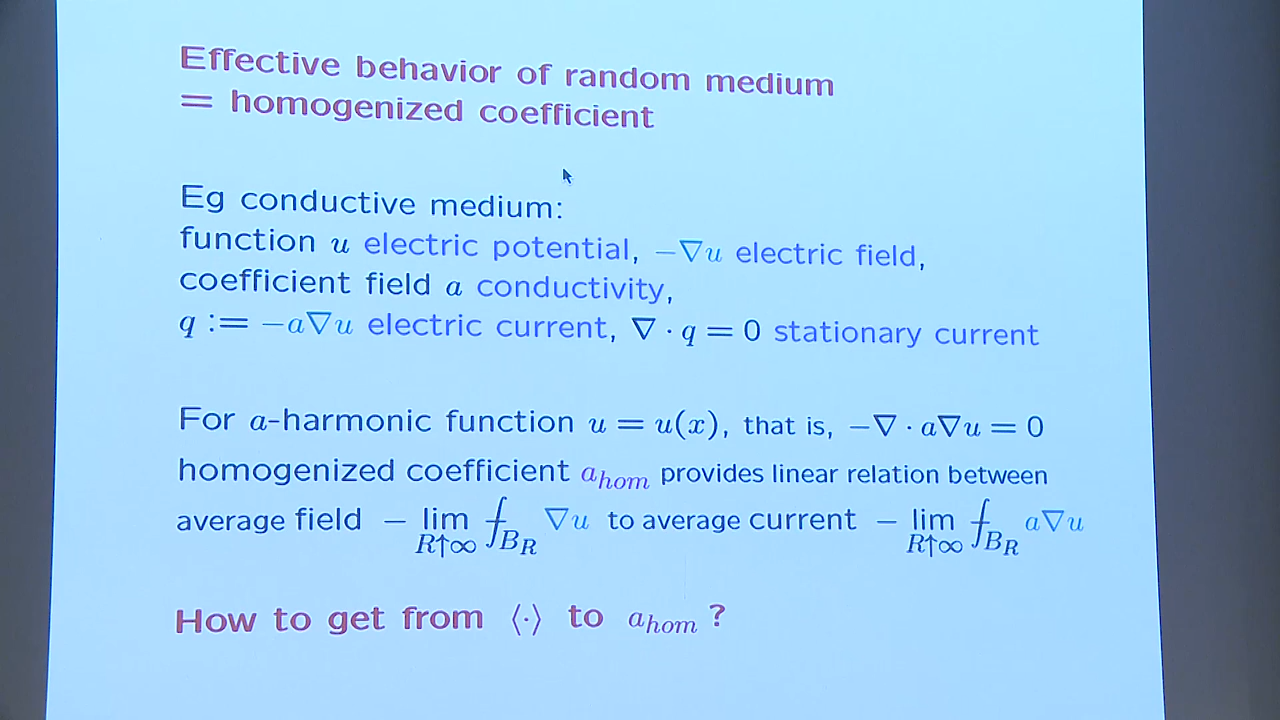 Effective behavior of random medium
= homogenized coefficient
Eg conductive medium:
function u electric potential, −∇u electric field,
coefficient field a conductivity,
q := −a∇u electric current, ∇ · q = 0 stationary current
For a-harmonic function u = u(x), that is, −∇ · a∇u = 0
homogenized coefficient a_hom provides linear relation between
average field − lim_{R↑∞} ⨍_{B_R} ∇u to average current − lim_{R↑∞} ⨍_{B_R} a∇u
How to get from ⟨·⟩ to a_hom ?